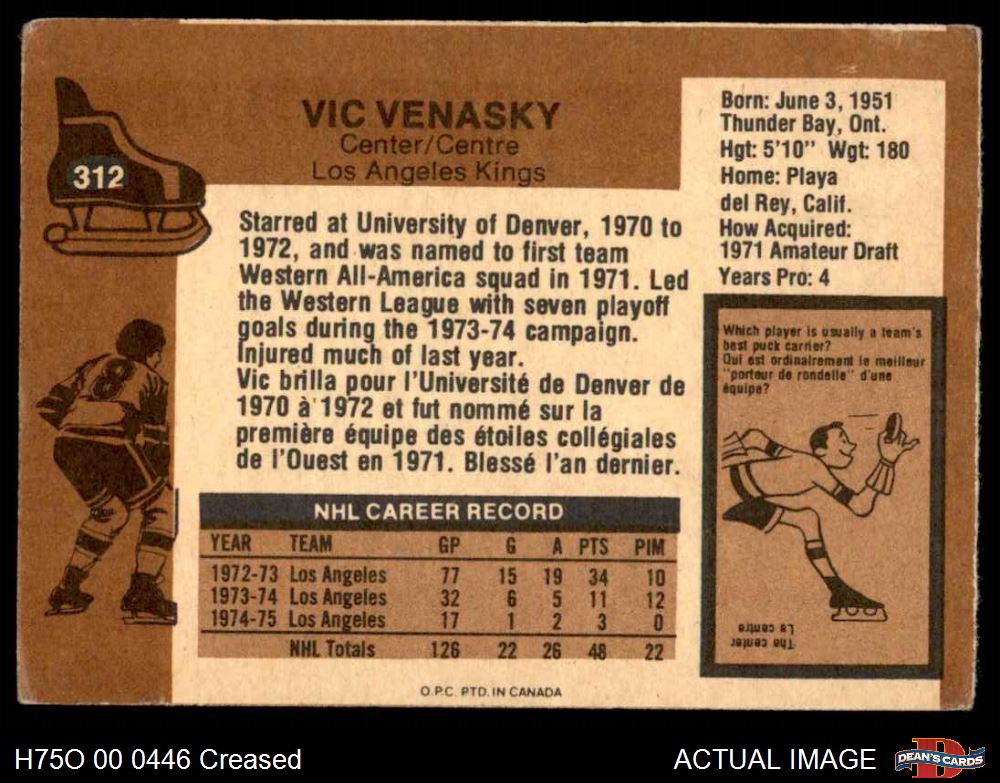 312
VIC VENASKY
Center/Centre
Los Angeles Kings
Born: June 3, 1951
Thunder Bay, Ont.
Hgt: 5'10" Wgt: 180
Home: Playa
del Rey, Calif.
How Acquired:
1971 Amateur Draft
Years Pro: 4
Starred at University of Denver, 1970 to
1972, and was named to first team
Western All-America squad in 1971. Led
the Western League with seven playoff
goals during the 1973-74 campaign.
Injured much of last year.
Vic brilla pour l'Université de Denver de
1970 à 1972 et fut nommé sur la
première équipe des étoiles collégiales
de l'Ouest en 1971. Blessé l'an dernier.
Which player is usually a team's
best puck carrier?
Qui est ordinairement le meilleur
"porteur de rondelle" d'une
équipe?
The center
Le centre
8
NHL CAREER RECORD
YEAR TEAM GP G A PTS PIM
1972-73 Los Angeles 77 15 19 34 10
1973-74 Los Angeles 32 6 5 11 12
1974-75 Los Angeles 17 1 2 3 0
NHL Totals 126 22 26 48 22
O.P.C. PTD. IN CANADA
H75O 00 0446 Creased
ACTUAL IMAGE
D
DEAN'S CARDS